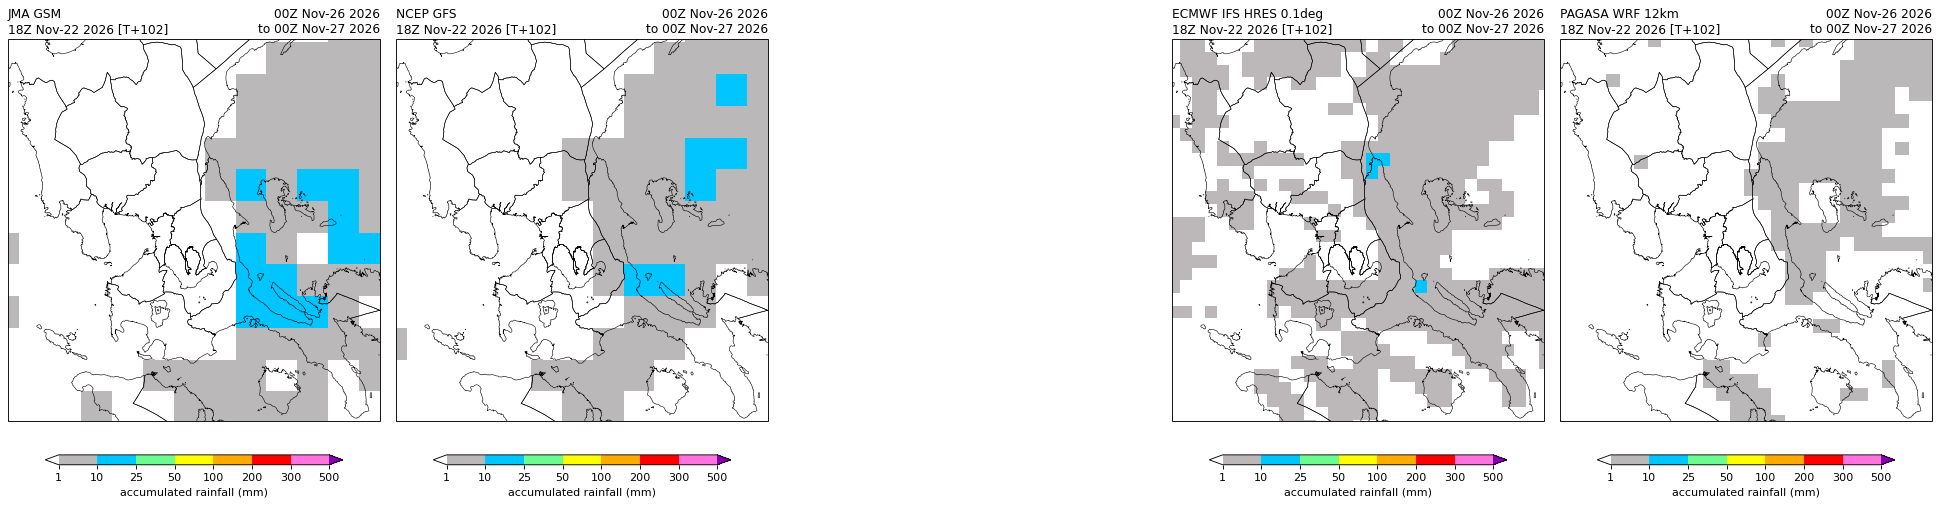 JMA GSM
00Z Nov-26 2026
18Z Nov-22 2026 [T+102]
to 00Z Nov-27 2026
NCEP GFS
00Z Nov-26 2026
18Z Nov-22 2026 [T+102]
to 00Z Nov-27 2026
ECMWF IFS HRES 0.1deg
00Z Nov-26 2026
18Z Nov-22 2026 [T+102]
to 00Z Nov-27 2026
PAGASA WRF 12km
00Z Nov-26 2026
18Z Nov-22 2026 [T+102]
to 00Z Nov-27 2026
1 10 25 50 100 200 300 500
accumulated rainfall (mm)
1 10 25 50 100 200 300 500
accumulated rainfall (mm)
1 10 25 50 100 200 300 500
accumulated rainfall (mm)
1 10 25 50 100 200 300 500
accumulated rainfall (mm)